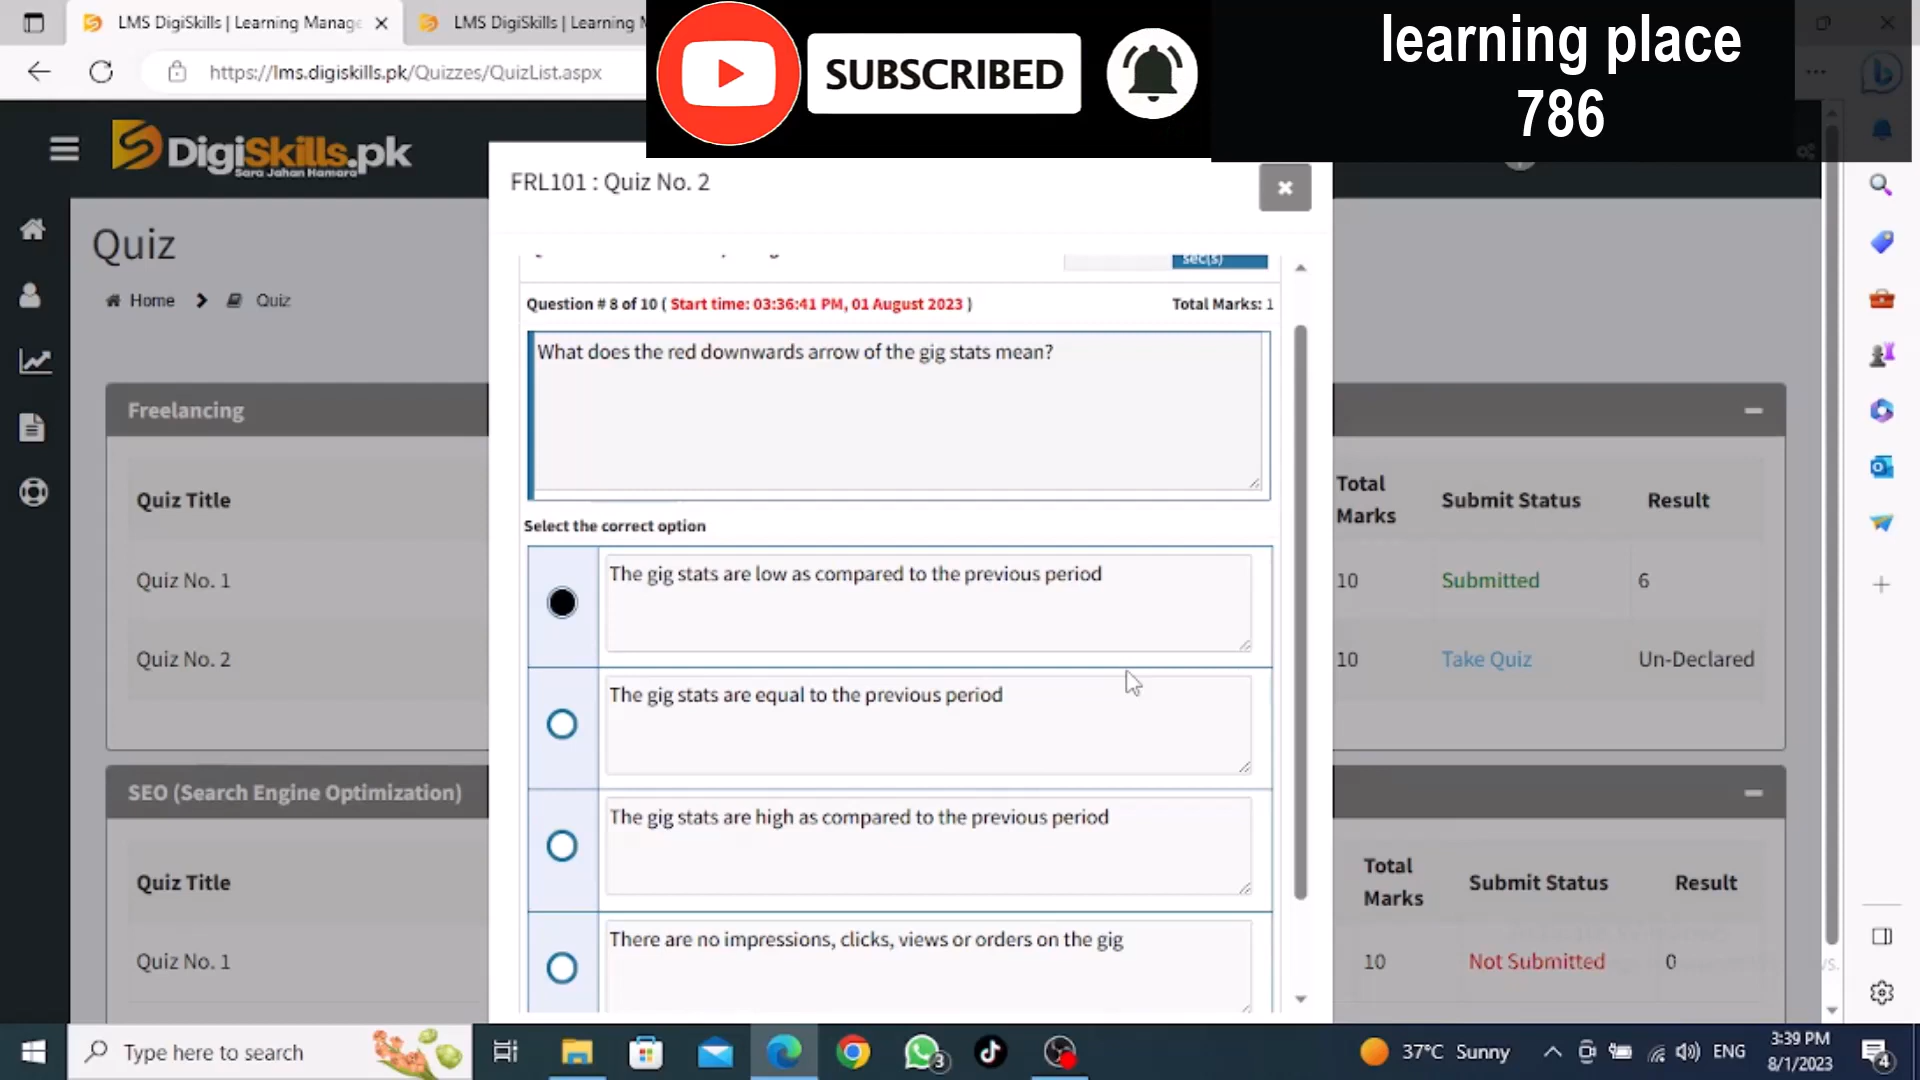 LMS DigiSkills | Learning Manage
LMS DigiSkills | Learning M
https://lms.digiskills.pk/Quizzes/QuizList.aspx
SUBSCRIBED
learning place
786
DigiSkills.pk
Sara Jahan Hamara
FRL101 : Quiz No. 2
Quiz
Home
Quiz
sec(s)
Question # 8 of 10 ( Start time: 03:36:41 PM, 01 August 2023 )
Total Marks: 1
What does the red downwards arrow of the gig stats mean?
Select the correct option
The gig stats are low as compared to the previous period
The gig stats are equal to the previous period
The gig stats are high as compared to the previous period
There are no impressions, clicks, views or orders on the gig
Freelancing
Quiz Title
Total
Marks
Submit Status
Result
Quiz No. 1
10
Submitted
6
Quiz No. 2
10
Take Quiz
Un-Declared
SEO (Search Engine Optimization)
Quiz Title
Total
Marks
Submit Status
Result
Quiz No. 1
10
Not Submitted
0
Type here to search
3
37°C Sunny
ENG
3:39 PM
8/1/2023
4